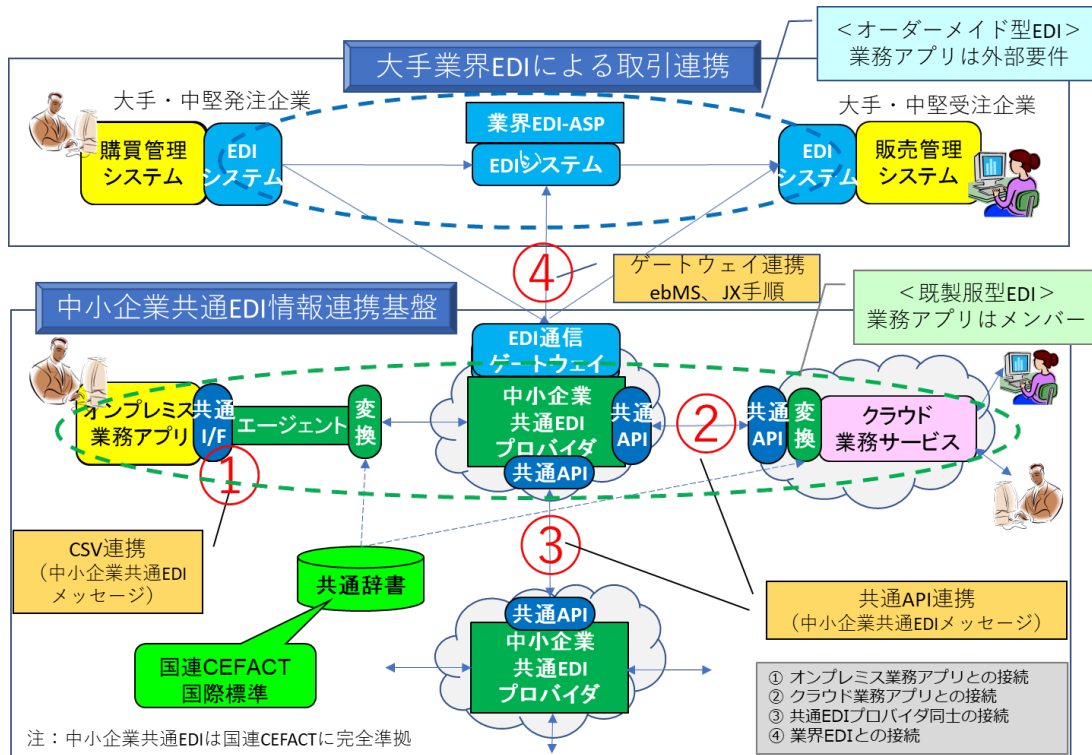 <オーダーメイド型EDI>
業務アプリは外部要件
大手業界EDIによる取引連携
大手・中堅発注企業
大手・中堅受注企業
購買管理
システム
EDI
システム
業界EDI-ASP
EDIシステム
EDI
システム
販売管理
システム
④
ゲートウェイ連携
ebMS、JX手順
中小企業共通EDI情報連携基盤
<既製服型EDI>
業務アプリはメンバー
EDI通信
ゲートウェイ
オンプレミス
業務アプリ
共通
I/F
エージェント
変
換
中小企業
共通EDI
プロバイダ
共通
API
共通API
②
共通
API
変
換
クラウド
業務サービス
①
CSV連携
(中小企業共通EDI
メッセージ)
③
共通辞書
国連CEFACT
国際標準
共通API
中小企業
共通EDI
プロバイダ
共通API連携
(中小企業共通EDIメッセージ)
① オンプレミス業務アプリとの接続
② クラウド業務アプリとの接続
③ 共通EDIプロバイダ同士の接続
④ 業界EDIとの接続
注：中小企業共通EDIは国連CEFACTに完全準拠